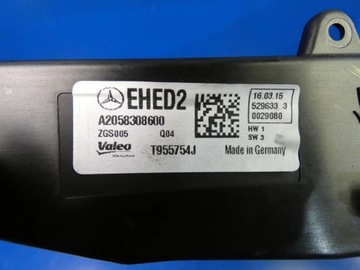 EHED2
A2058308600
ZGS005 Q04
Valeo T955754J
16.03.15
529633 3
0029080
HW 1
SW 3
Made in Germany